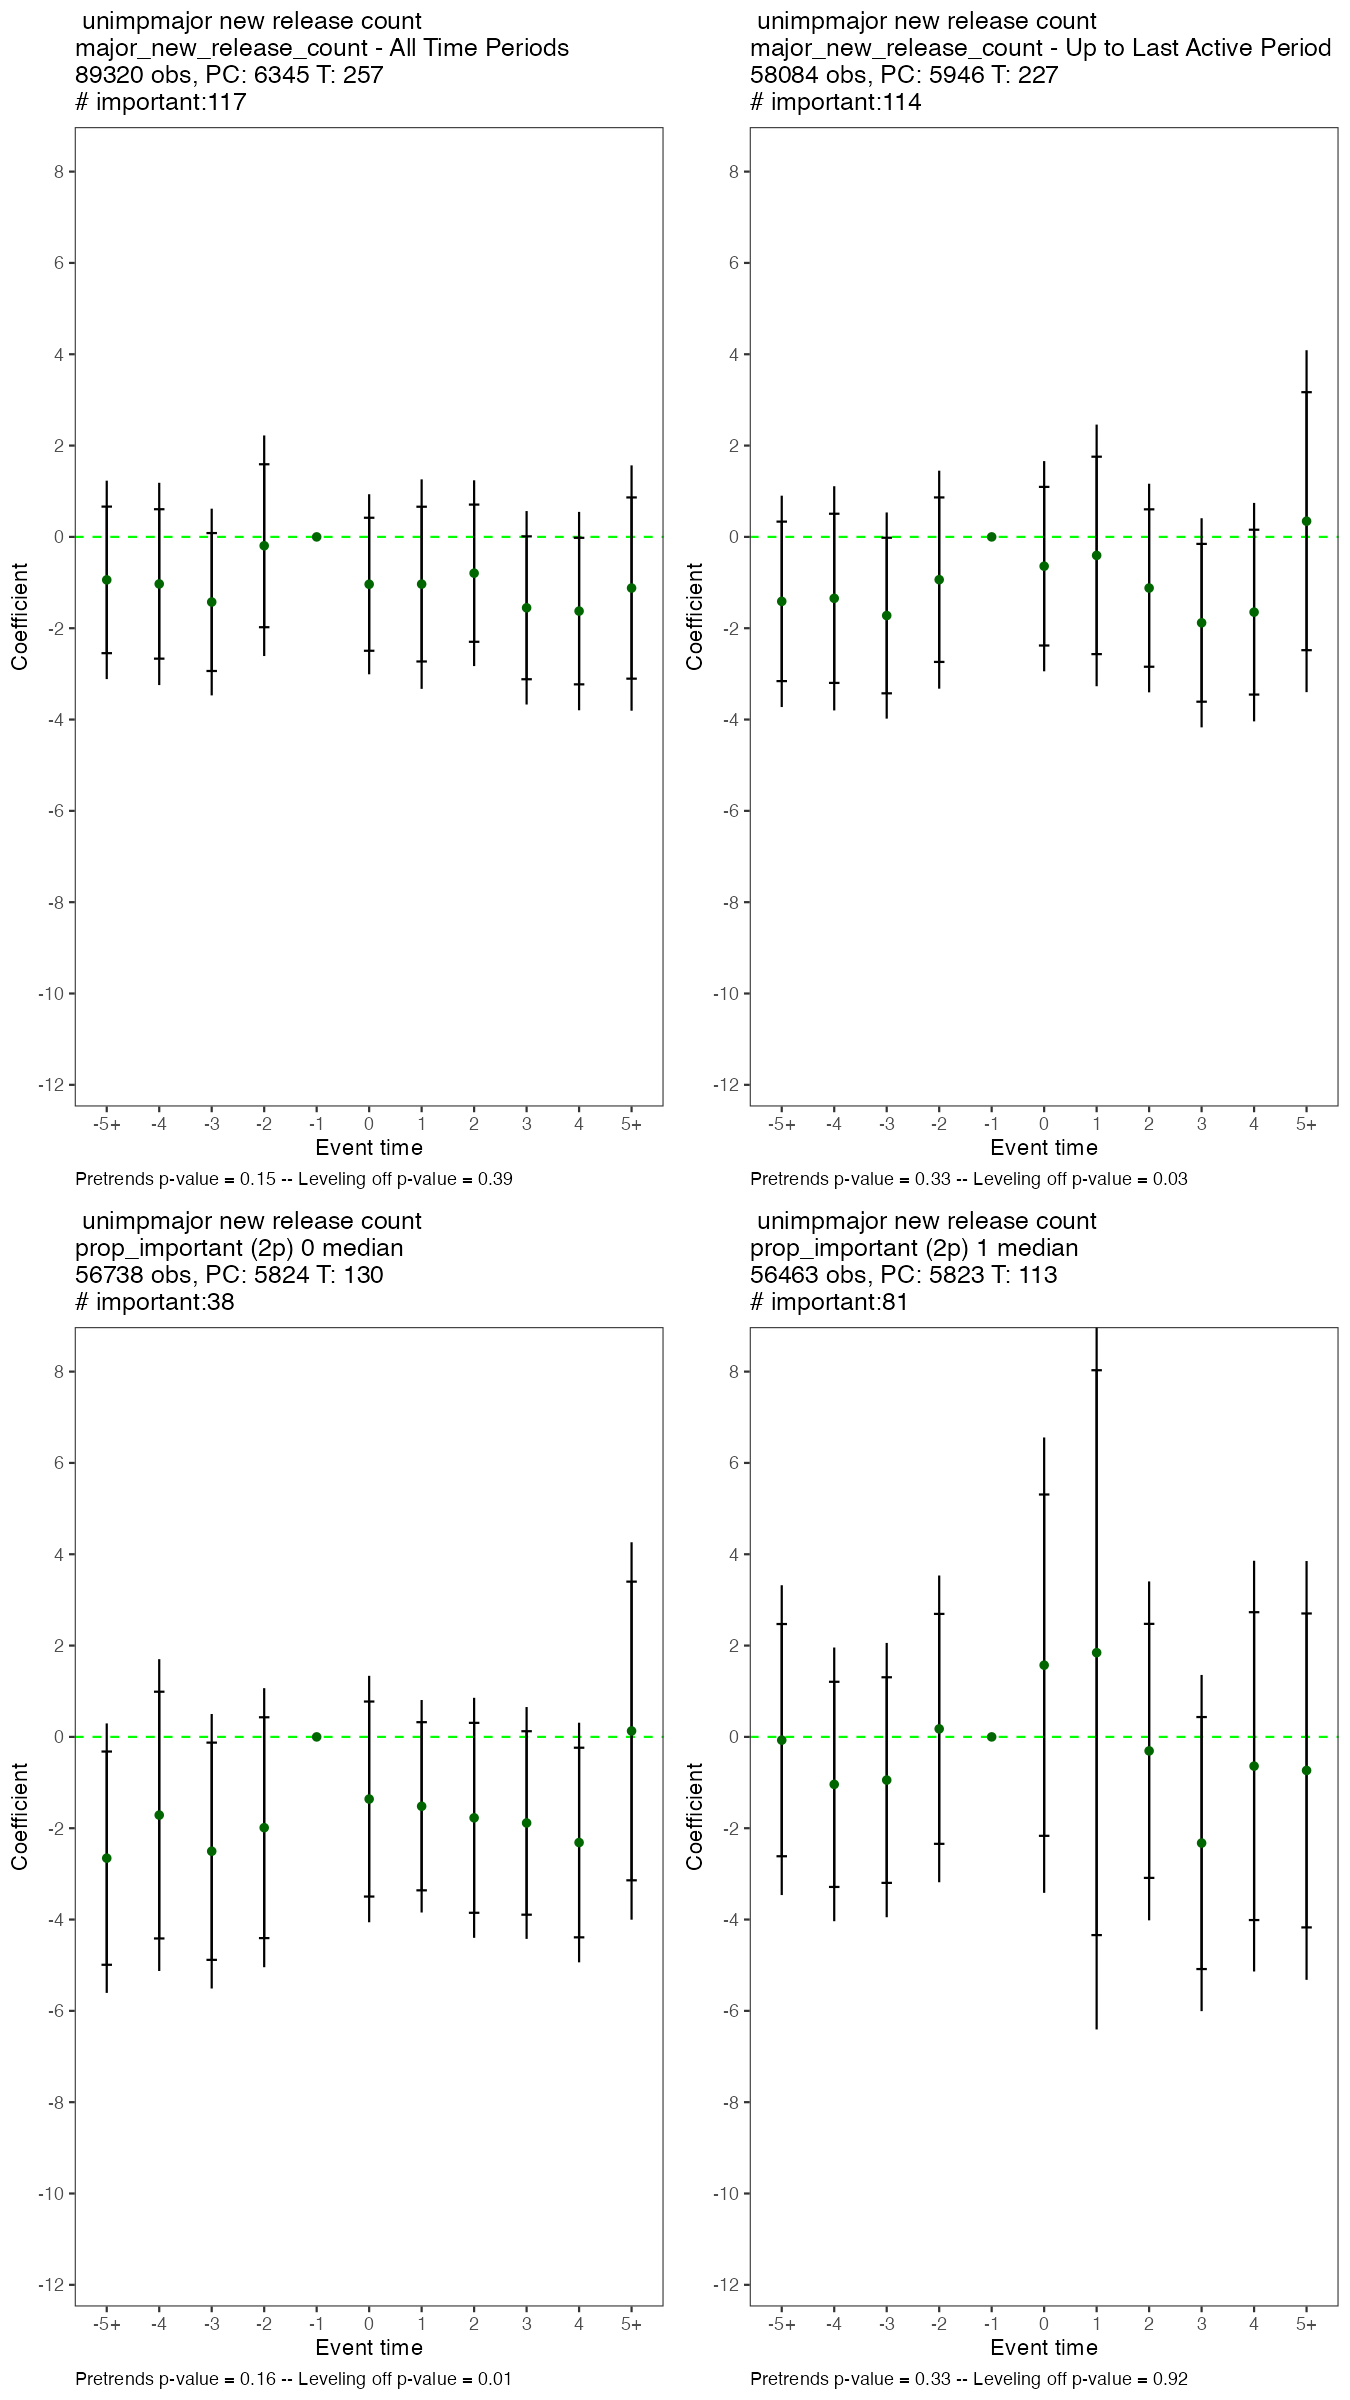 unimpmajor new release count
major_new_release_count - All Time Periods
89320 obs, PC: 6345 T: 257
# important:117
8
6
4
2
0
-2
-4
-6
-8
-10
-12
Coefficient
-5+ -4 -3 -2 -1 0 1 2 3 4 5+
Event time
Pretrends p-value = 0.15 -- Leveling off p-value = 0.39
unimpmajor new release count
major_new_release_count - Up to Last Active Period
58084 obs, PC: 5946 T: 227
# important:114
8
6
4
2
0
-2
-4
-6
-8
-10
-12
Coefficient
-5+ -4 -3 -2 -1 0 1 2 3 4 5+
Event time
Pretrends p-value = 0.33 -- Leveling off p-value = 0.03
unimpmajor new release count
prop_important (2p) 0 median
56738 obs, PC: 5824 T: 130
# important:38
8
6
4
2
0
-2
-4
-6
-8
-10
-12
Coefficient
-5+ -4 -3 -2 -1 0 1 2 3 4 5+
Event time
Pretrends p-value = 0.16 -- Leveling off p-value = 0.01
unimpmajor new release count
prop_important (2p) 1 median
56463 obs, PC: 5823 T: 113
# important:81
8
6
4
2
0
-2
-4
-6
-8
-10
-12
Coefficient
-5+ -4 -3 -2 -1 0 1 2 3 4 5+
Event time
Pretrends p-value = 0.33 -- Leveling off p-value = 0.92